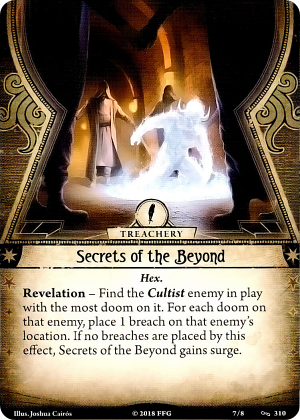 TREACHERY
Secrets of the Beyond
Hex.
Revelation – Find the Cultist enemy in play
with the most doom on it. For each doom on
that enemy, place 1 breach on that enemy's
location. If no breaches are placed by this
effect, Secrets of the Beyond gains surge.
Illus. Joshua Cairós © 2018 FFG 7/8 310